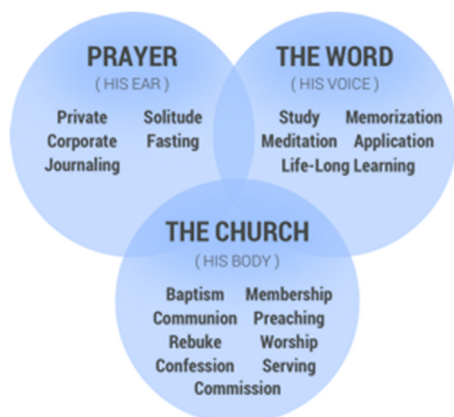 PRAYER
( HIS EAR )
Private Solitude
Corporate Fasting
Journaling
THE WORD
( HIS VOICE )
Study Memorization
Meditation Application
Life-Long Learning
THE CHURCH
( HIS BODY )
Baptism Membership
Communion Preaching
Rebuke Worship
Confession Serving
Commission